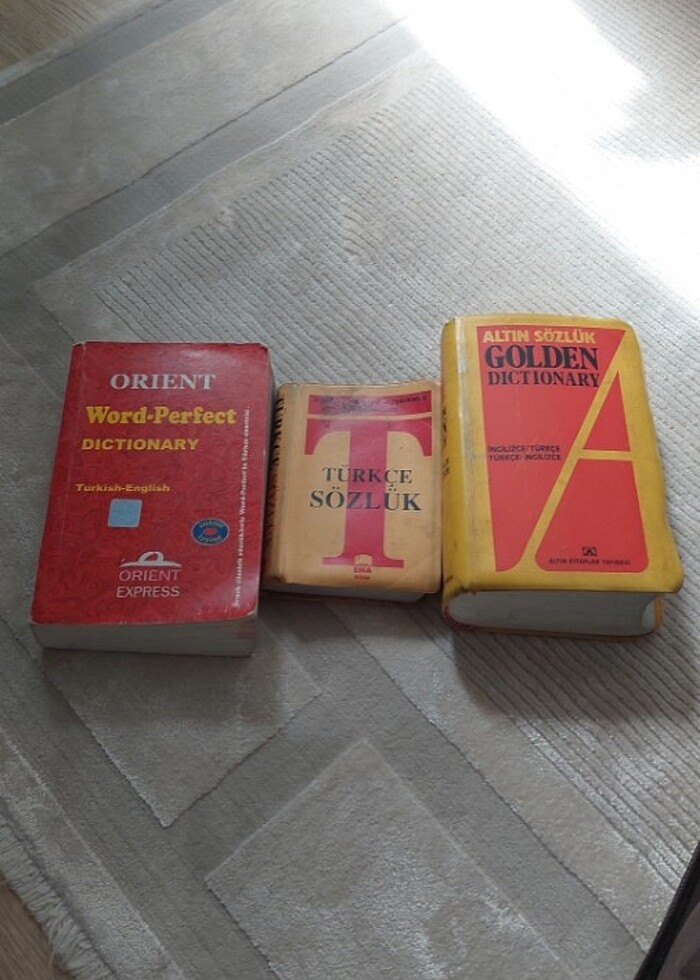 ORIENT
Word-Perfect
DICTIONARY
Turkish-English
ORIENT
EXPRESS
TÜRKÇE
SÖZLÜK
EMA
ALTIN SÖZLÜK
GOLDEN
DICTIONARY
İNGİLİZCE/TÜRKÇE
TÜRKÇE/İNGİLİZCE
ALTIN KİTAPLAR YAYINEVİ